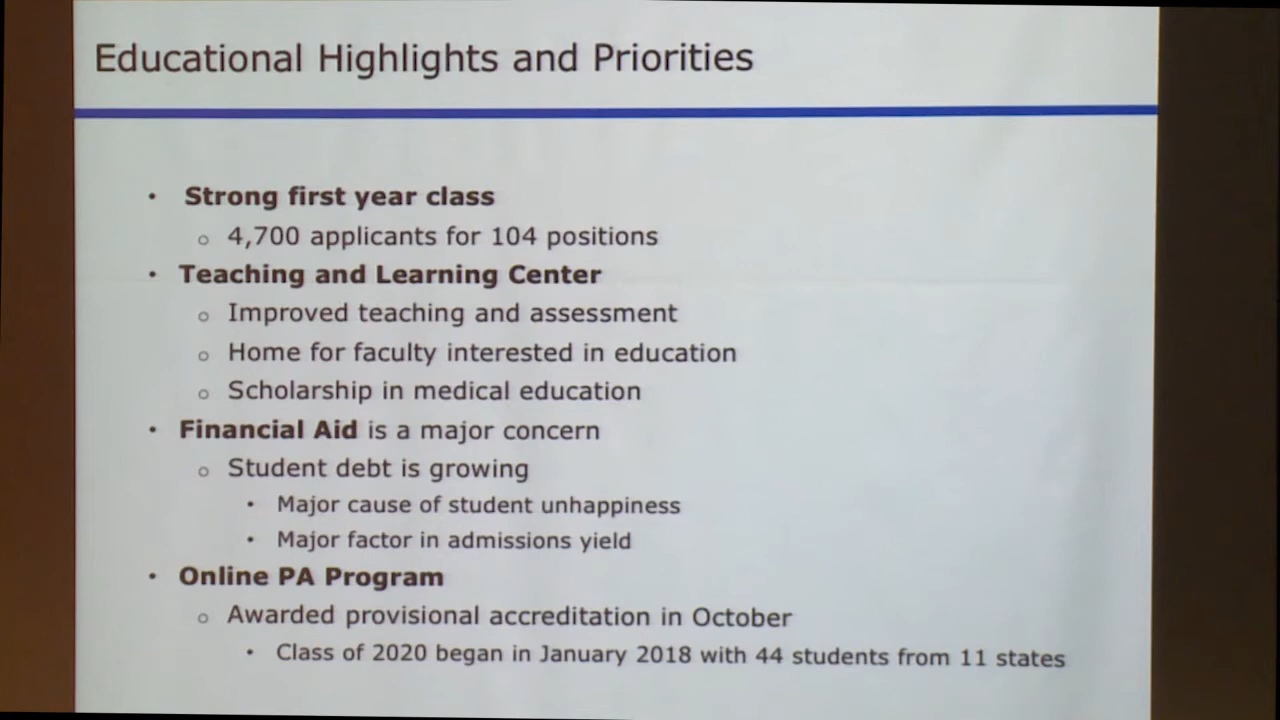 Educational Highlights and Priorities
• Strong first year class
○ 4,700 applicants for 104 positions
• Teaching and Learning Center
○ Improved teaching and assessment
○ Home for faculty interested in education
○ Scholarship in medical education
• Financial Aid is a major concern
○ Student debt is growing
• Major cause of student unhappiness
• Major factor in admissions yield
• Online PA Program
○ Awarded provisional accreditation in October
• Class of 2020 began in January 2018 with 44 students from 11 states